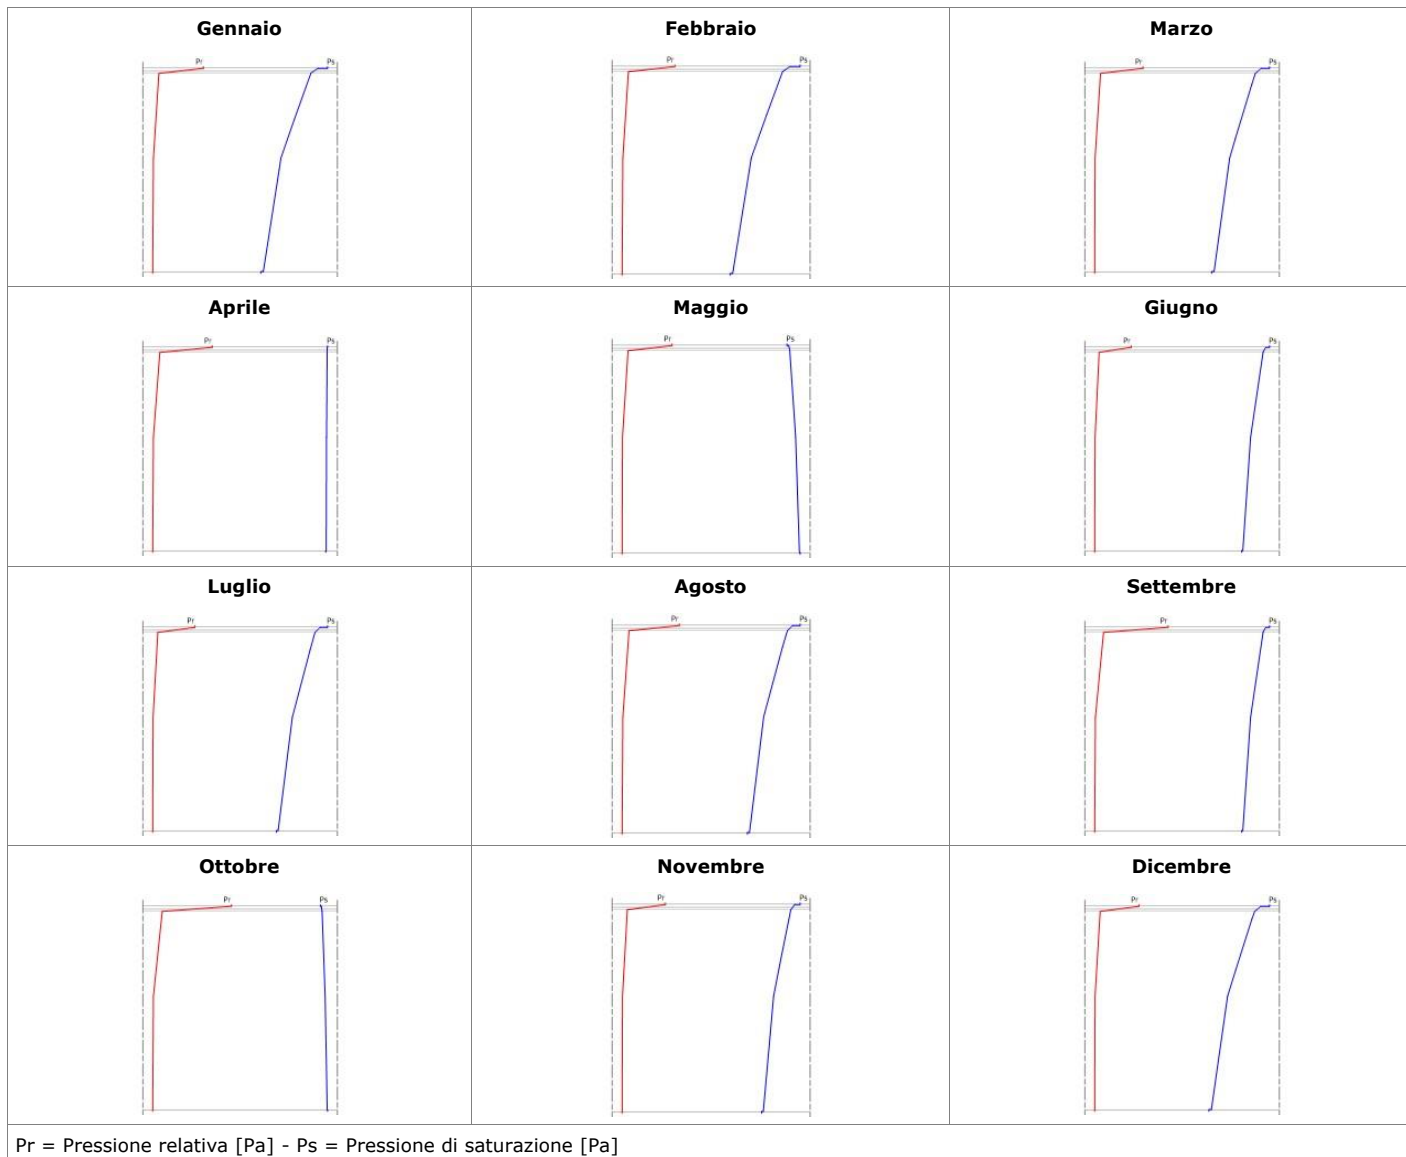 Gennaio Febbraio Marzo
Pr Ps Pr Ps Pr Ps
Aprile Maggio Giugno
Pr Ps Pr Ps Pr Ps
Luglio Agosto Settembre
Pr Ps Pr Ps Pr Ps
Ottobre Novembre Dicembre
Pr Ps Pr Ps Pr Ps
Pr = Pressione relativa [Pa] - Ps = Pressione di saturazione [Pa]